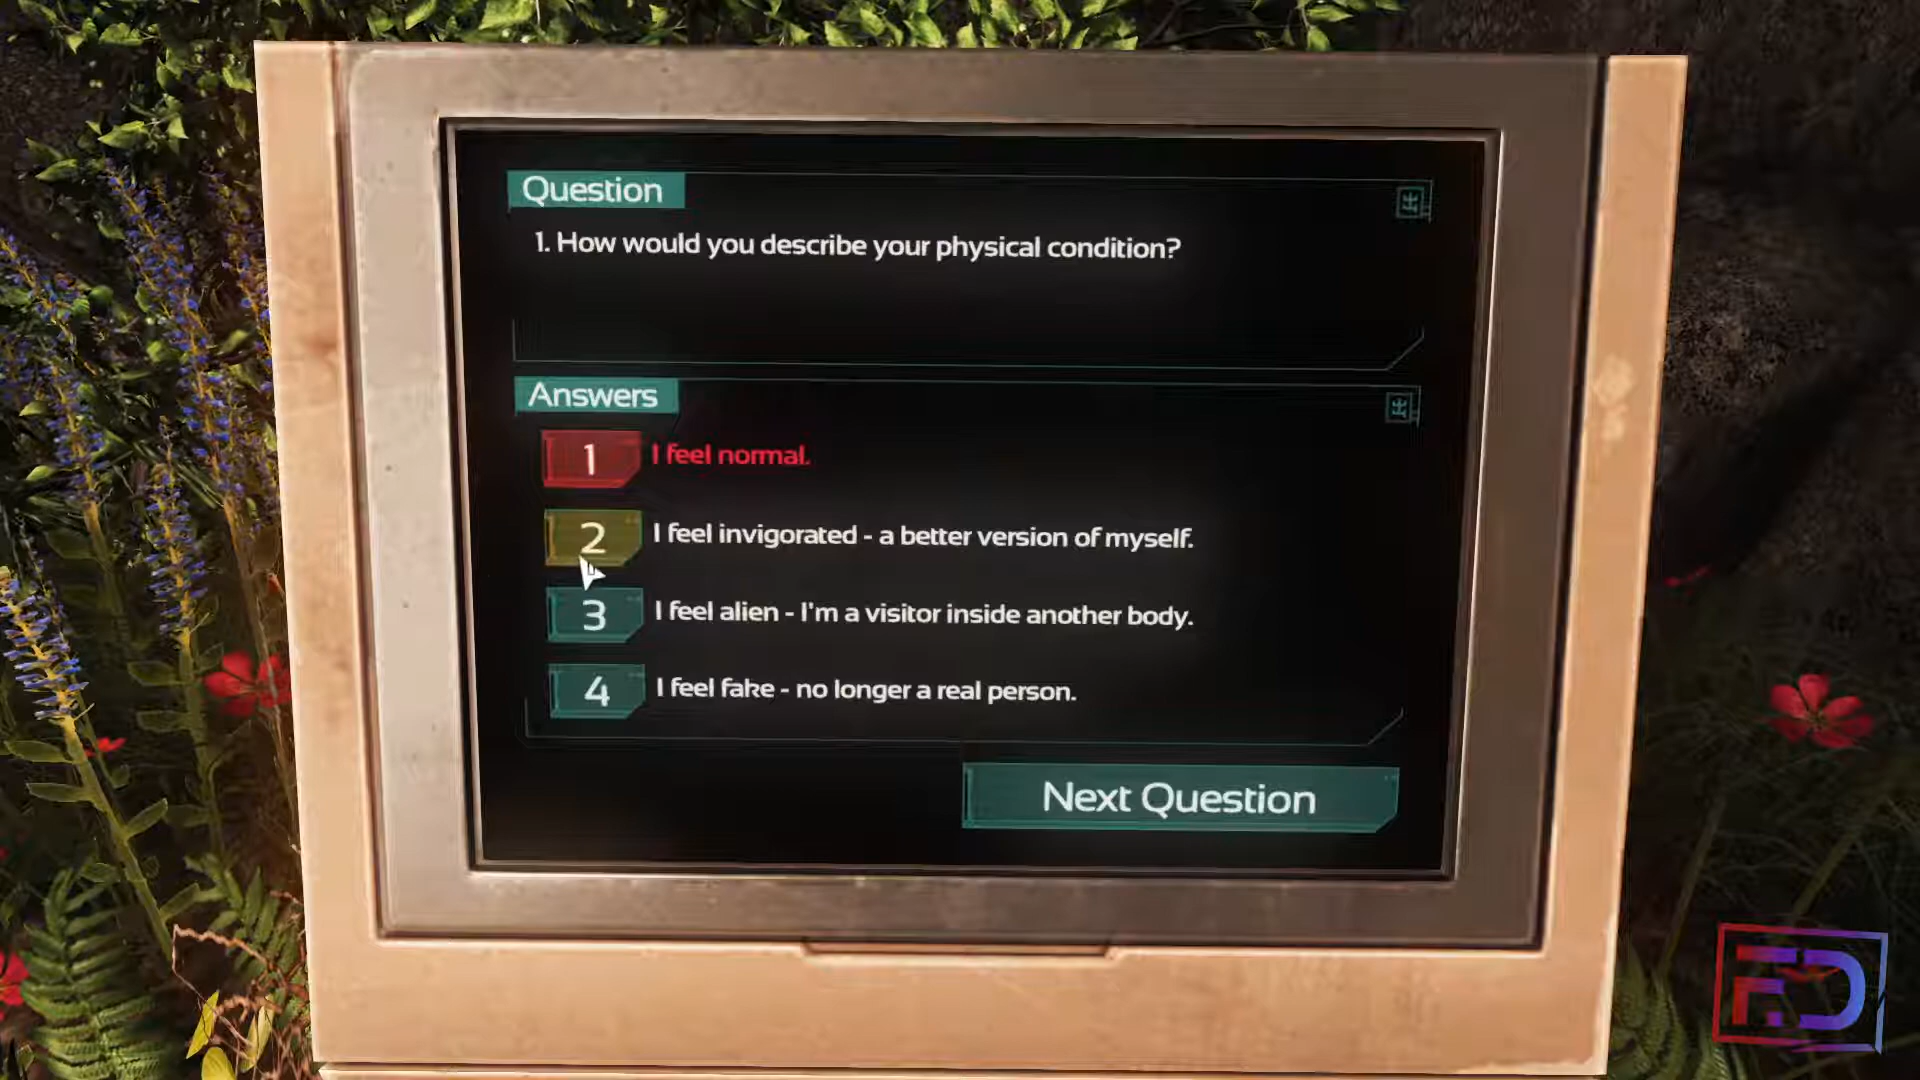 Question
1. How would you describe your physical condition?
Answers
1 I feel normal.
2 I feel invigorated - a better version of myself.
3 I feel alien - I'm a visitor inside another body.
4 I feel fake - no longer a real person.
Next Question
FD